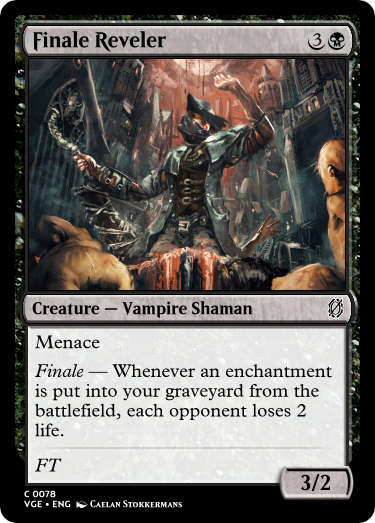 Finale Reveler 3
Creature — Vampire Shaman
Menace
Finale — Whenever an enchantment
is put into your graveyard from the
battlefield, each opponent loses 2
life.
FT
3/2
C 0078
VGE • ENG Caelan Stokkermans